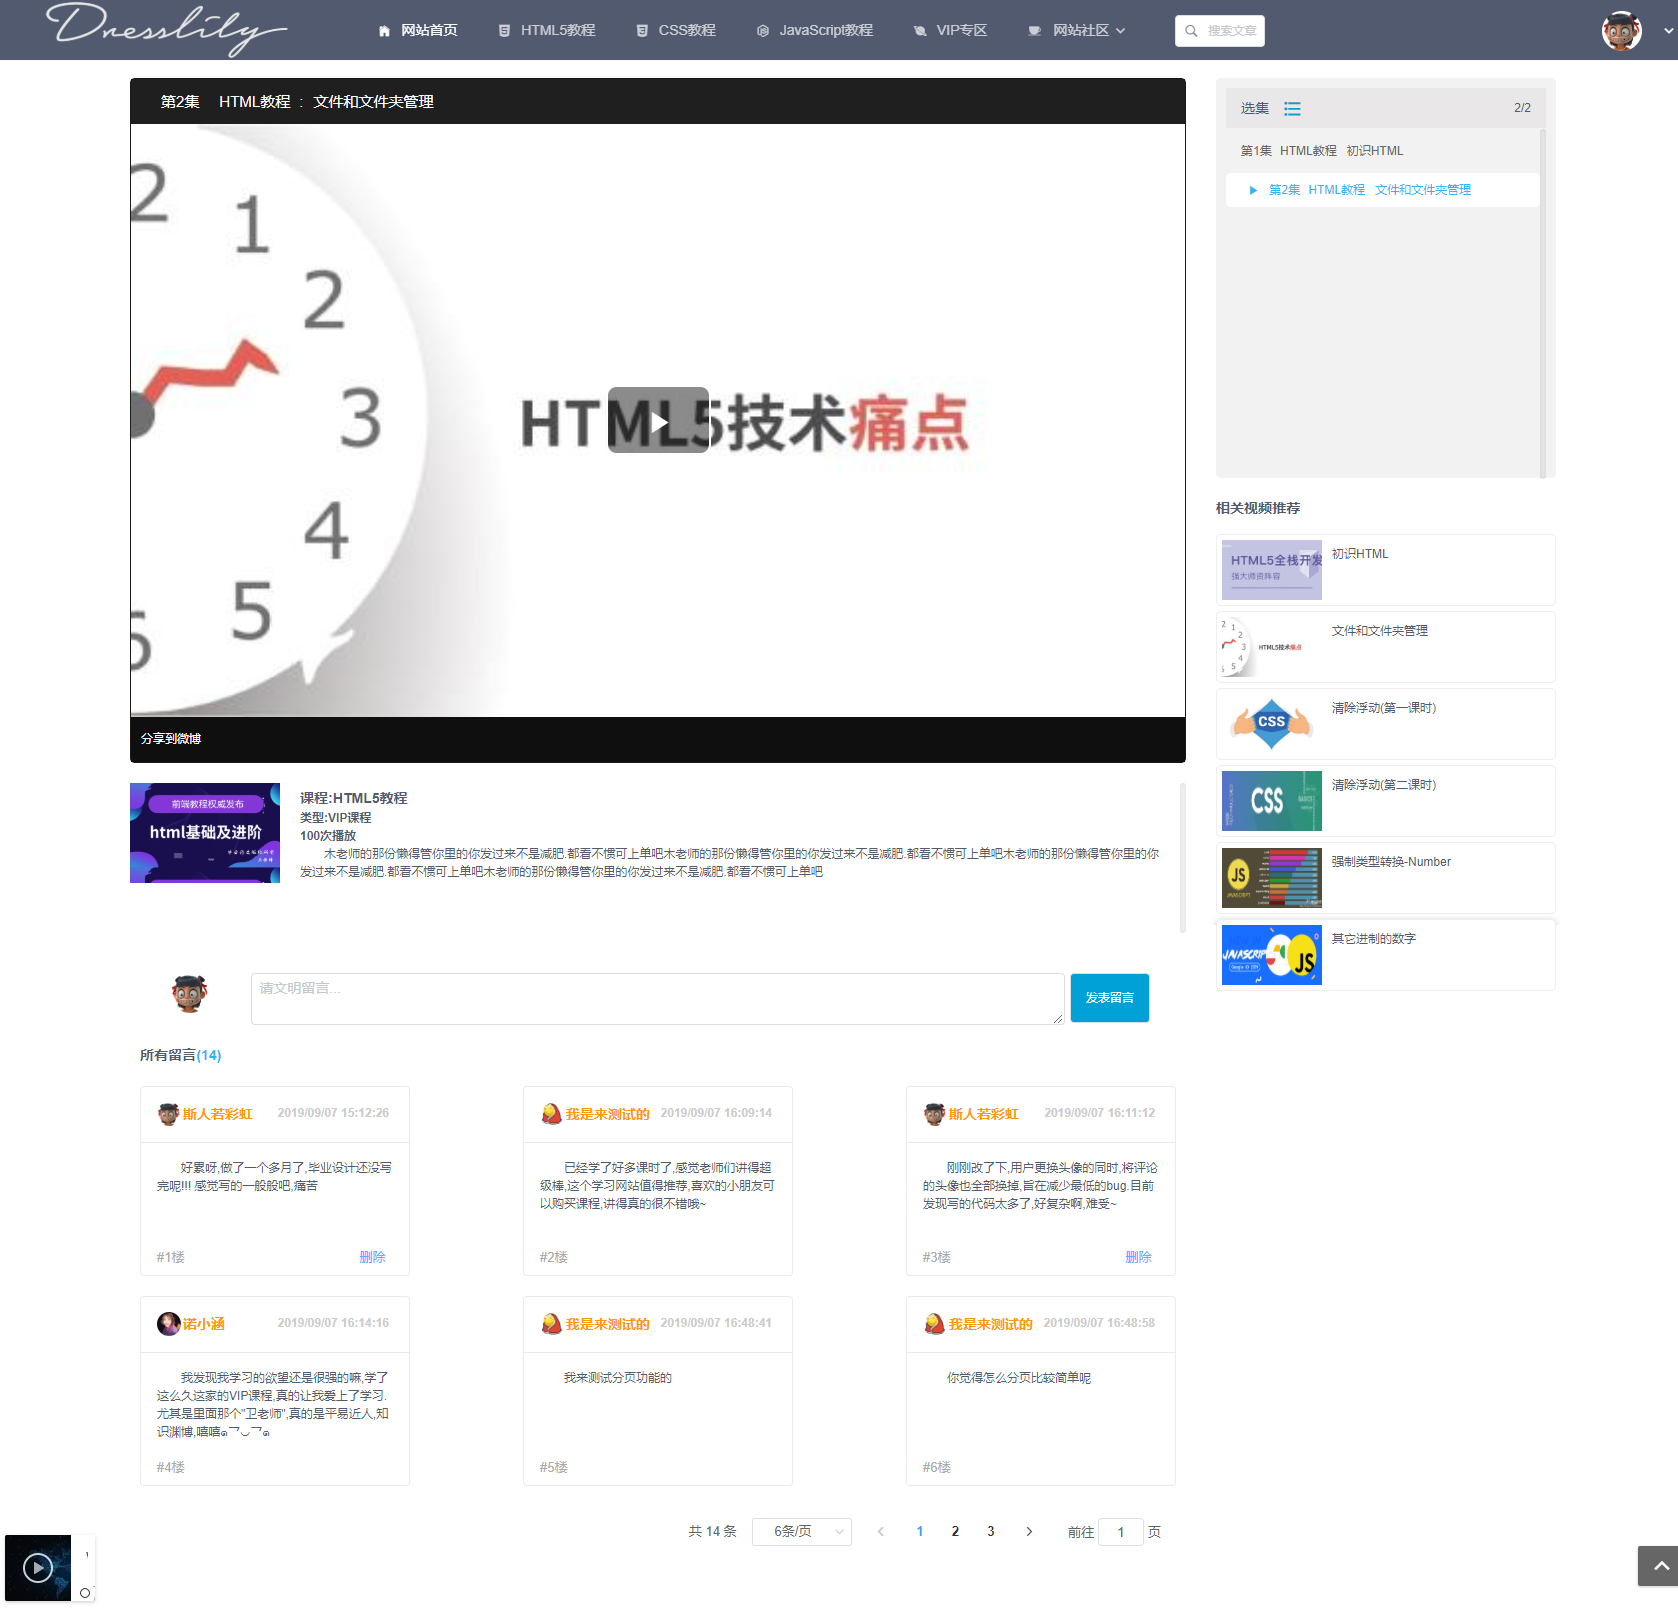 Dresslily
网站首页
HTML5教程
CSS教程
JavaScript教程
VIP专区
网站社区
搜索文章
第2集 HTML教程 : 文件和文件夹管理
2
1
2
3
4
5
6
HTML5技术痛点
分享到微博
选集
2/2
第1集 HTML教程 初识HTML
第2集 HTML教程 文件和文件夹管理
相关视频推荐
HTML5全栈开发
强大师资阵容
初识HTML
HTML5技术痛点
文件和文件夹管理
CSS
清除浮动(第一课时)
CSS
清除浮动(第二课时)
JS
强制类型转换-Number
JAVASCRIPT
JS
其它进制的数字
前端教程权威发布
html基础及进阶
课程:HTML5教程
类型:VIP课程
100次播放
木老师的那份懒得管你里的你发过来不是减肥.都看不惯可上单吧木老师的那份懒得管你里的你发过来不是减肥.都看不惯可上单吧木老师的那份懒得管你里的你
发过来不是减肥.都看不惯可上单吧木老师的那份懒得管你里的你发过来不是减肥.都看不惯可上单吧
请文明留言...
发表留言
所有留言(14)
斯人若彩虹 2019/09/07 15:12:26
好累呀,做了一个多月了,毕业设计还没写
完呢!!! 感觉写的一般般吧,痛苦
#1楼 删除
我是来测试的 2019/09/07 16:09:14
已经学了好多课时了,感觉老师们讲得超
级棒,这个学习网站值得推荐,喜欢的小朋友可
以购买课程,讲得真的很不错哦~
#2楼
斯人若彩虹 2019/09/07 16:11:12
刚刚改了下,用户更换头像的同时,将评论
的头像也全部换掉,旨在减少最低的bug.目前
发现写的代码太多了,好复杂啊,难受~
#3楼 删除
诺小涵 2019/09/07 16:14:16
我发现我学习的欲望还是很强的嘛,学了
这么久这家的VIP课程,真的让我爱上了学习.
尤其是里面那个"卫老师",真的是平易近人,知
识渊博,嘻嘻๑乛◡乛๑
#4楼
我是来测试的 2019/09/07 16:48:41
我来测试分页功能的
#5楼
我是来测试的 2019/09/07 16:48:58
你觉得怎么分页比较简单呢
#6楼
共 14 条 6条/页 1 2 3 前往 1 页